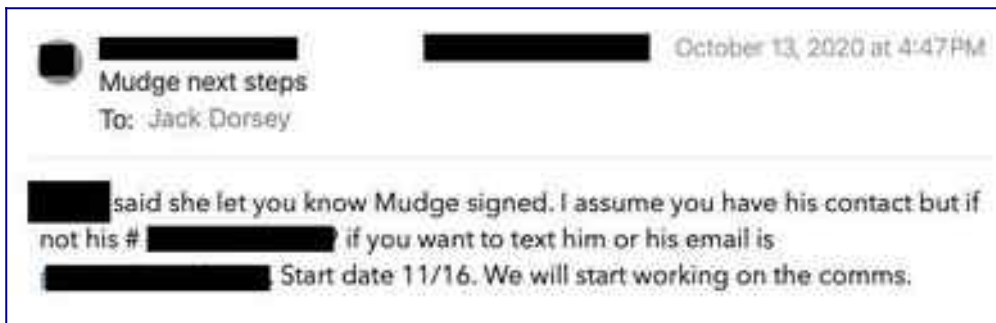 October 13, 2020 at 4:47PM
Mudge next steps
To: Jack Dorsey
said she let you know Mudge signed. I assume you have his contact but if
not his # ? if you want to text him or his email is
. Start date 11/16. We will start working on the comms.